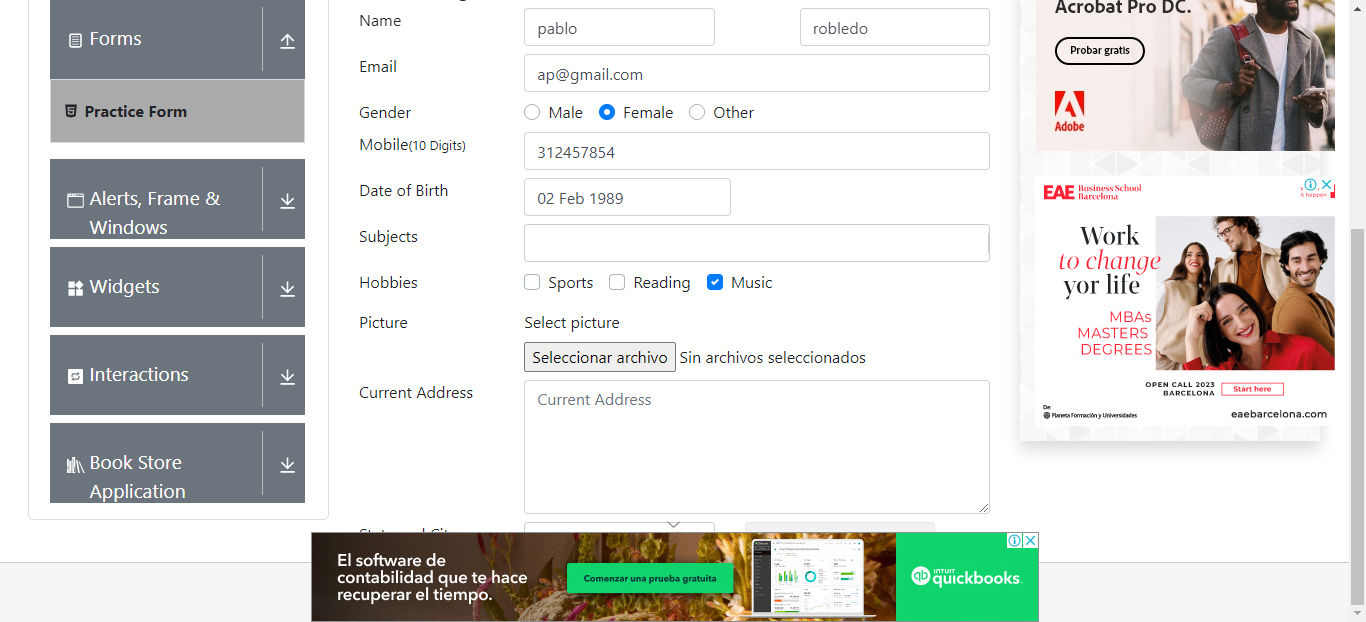 Forms
Practice Form
Alerts, Frame &
Windows
Widgets
Interactions
Book Store
Application
Name
pablo
robledo
Email
ap@gmail.com
Gender
Male
Female
Other
Mobile(10 Digits)
312457854
Date of Birth
02 Feb 1989
Subjects
Hobbies
Sports
Reading
Music
Picture
Select picture
Seleccionar archivo
Sin archivos seleccionados
Current Address
Current Address
Acrobat Pro DC.
Probar gratis
Adobe
EAE Business School
Barcelona
it happen
Work
to change
yor life
MBAs
MASTERS
DEGREES
OPEN CALL 2023
BARCELONA
Start here
De:
Planeta Formación y Universidades
eaebarcelona.com
El software de
contabilidad que te hace
recuperar el tiempo.
Comenzar una prueba gratuita
INTUIT
quickbooks.